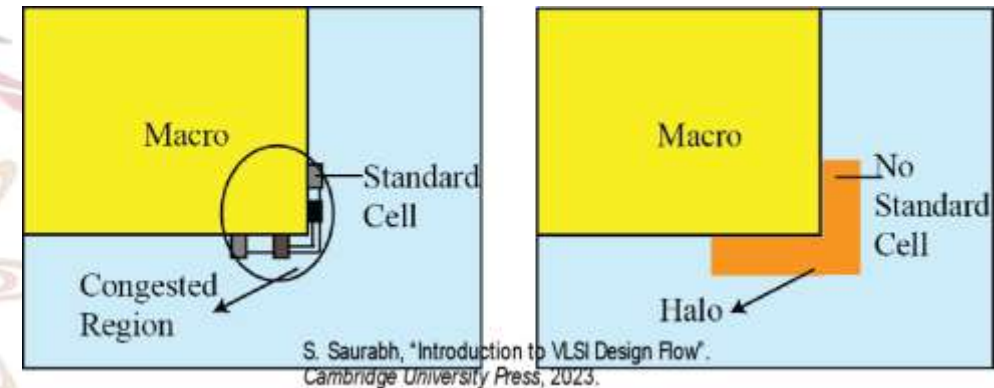 Macro
Standard
Cell
Congested
Region
Macro
No
Standard
Cell
Halo
S. Saurabh, "Introduction to VLSI Design Flow".
Cambridge University Press, 2023.